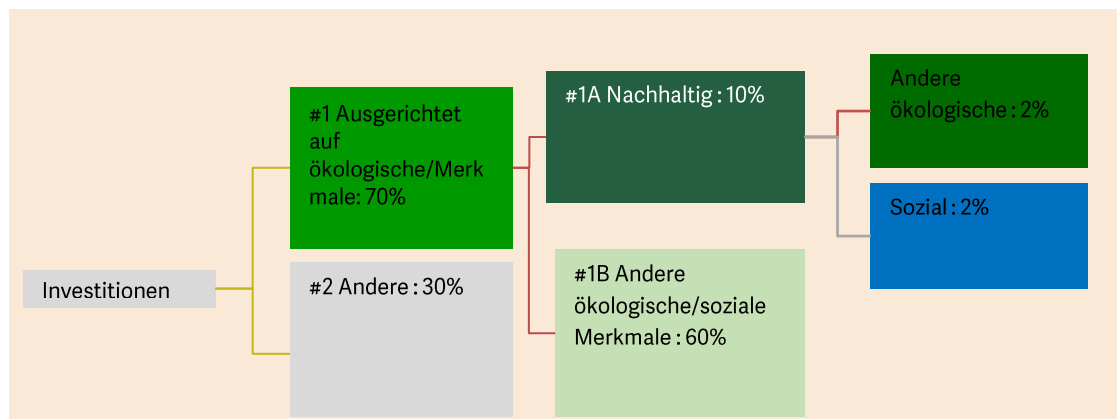 Investitionen
#1 Ausgerichtet
auf
ökologische/Merk
male: 70%
#2 Andere : 30%
#1A Nachhaltig : 10%
#1B Andere
ökologische/soziale
Merkmale : 60%
Andere
ökologische : 2%
Sozial : 2%